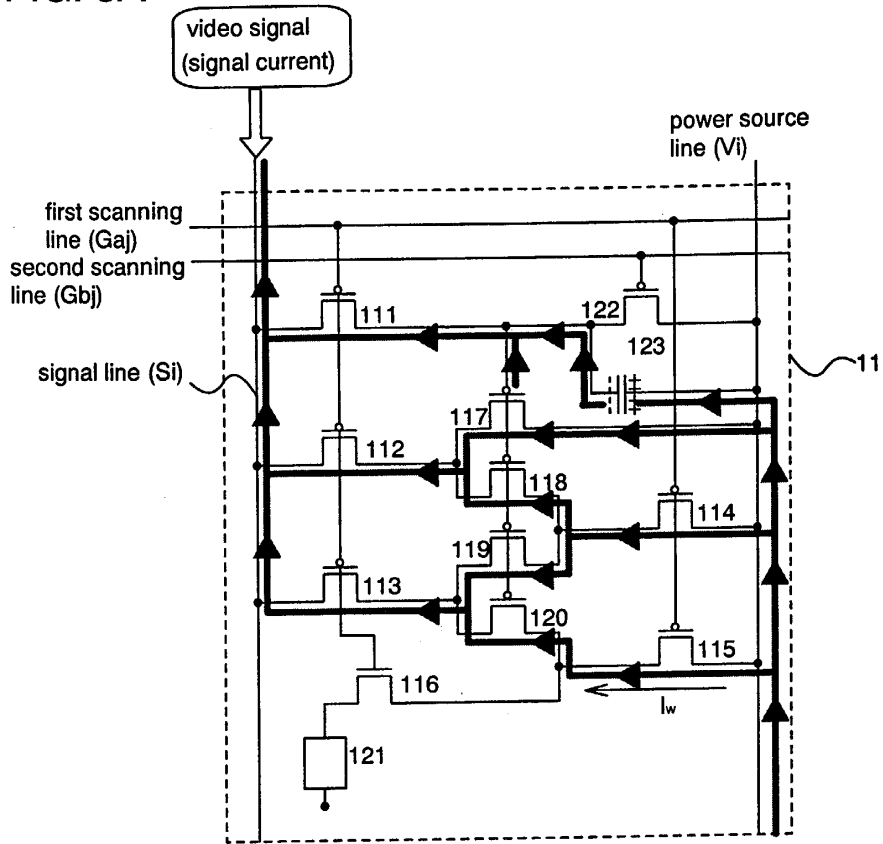 video signal
(signal current)
power source
line (Vi)
first scanning
line (Gaj)
second scanning
line (Gbj)
signal line (Si)
111
122
123
11
117
112
118
114
119
113
120
115
116
Iw
121